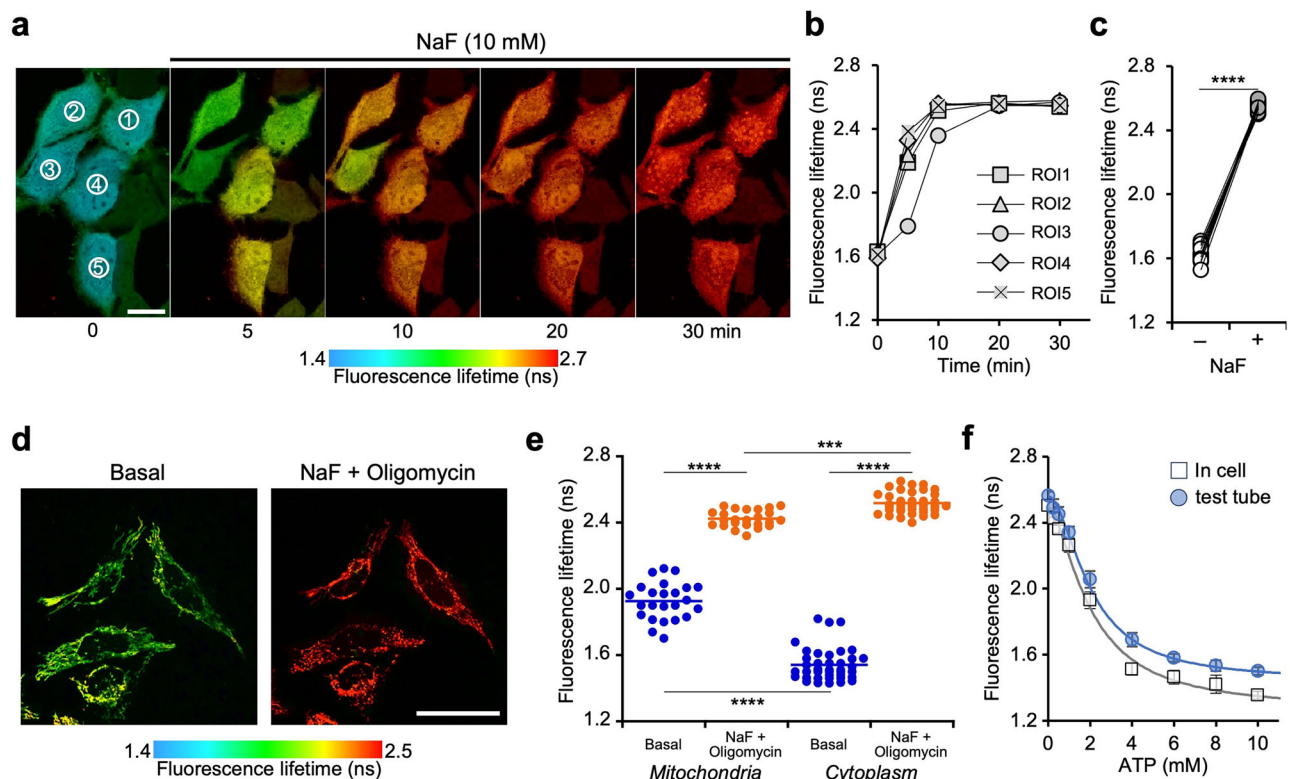 a
NaF (10 mM)
②
①
③
④
⑤
0
5
10
20
30 min
1.4
2.7
Fluorescence lifetime (ns)
b
Fluorescence lifetime (ns)
2.8
2.4
2.0
1.6
1.2
ROI1
ROI2
ROI3
ROI4
ROI5
0
10
20
30
Time (min)
c
Fluorescence lifetime (ns)
2.8
2.4
2.0
1.6
1.2
****
– +
NaF
d
Basal
NaF + Oligomycin
1.4
2.5
Fluorescence lifetime (ns)
e
Fluorescence lifetime (ns)
2.8
2.4
2.0
1.6
1.2
***
****
****
****
Basal
NaF +
Oligomycin
Basal
NaF +
Oligomycin
Mitochondria
Cytoplasm
f
Fluorescence lifetime (ns)
2.8
2.4
2.0
1.6
1.2
In cell
test tube
0
2
4
6
8
10
ATP (mM)